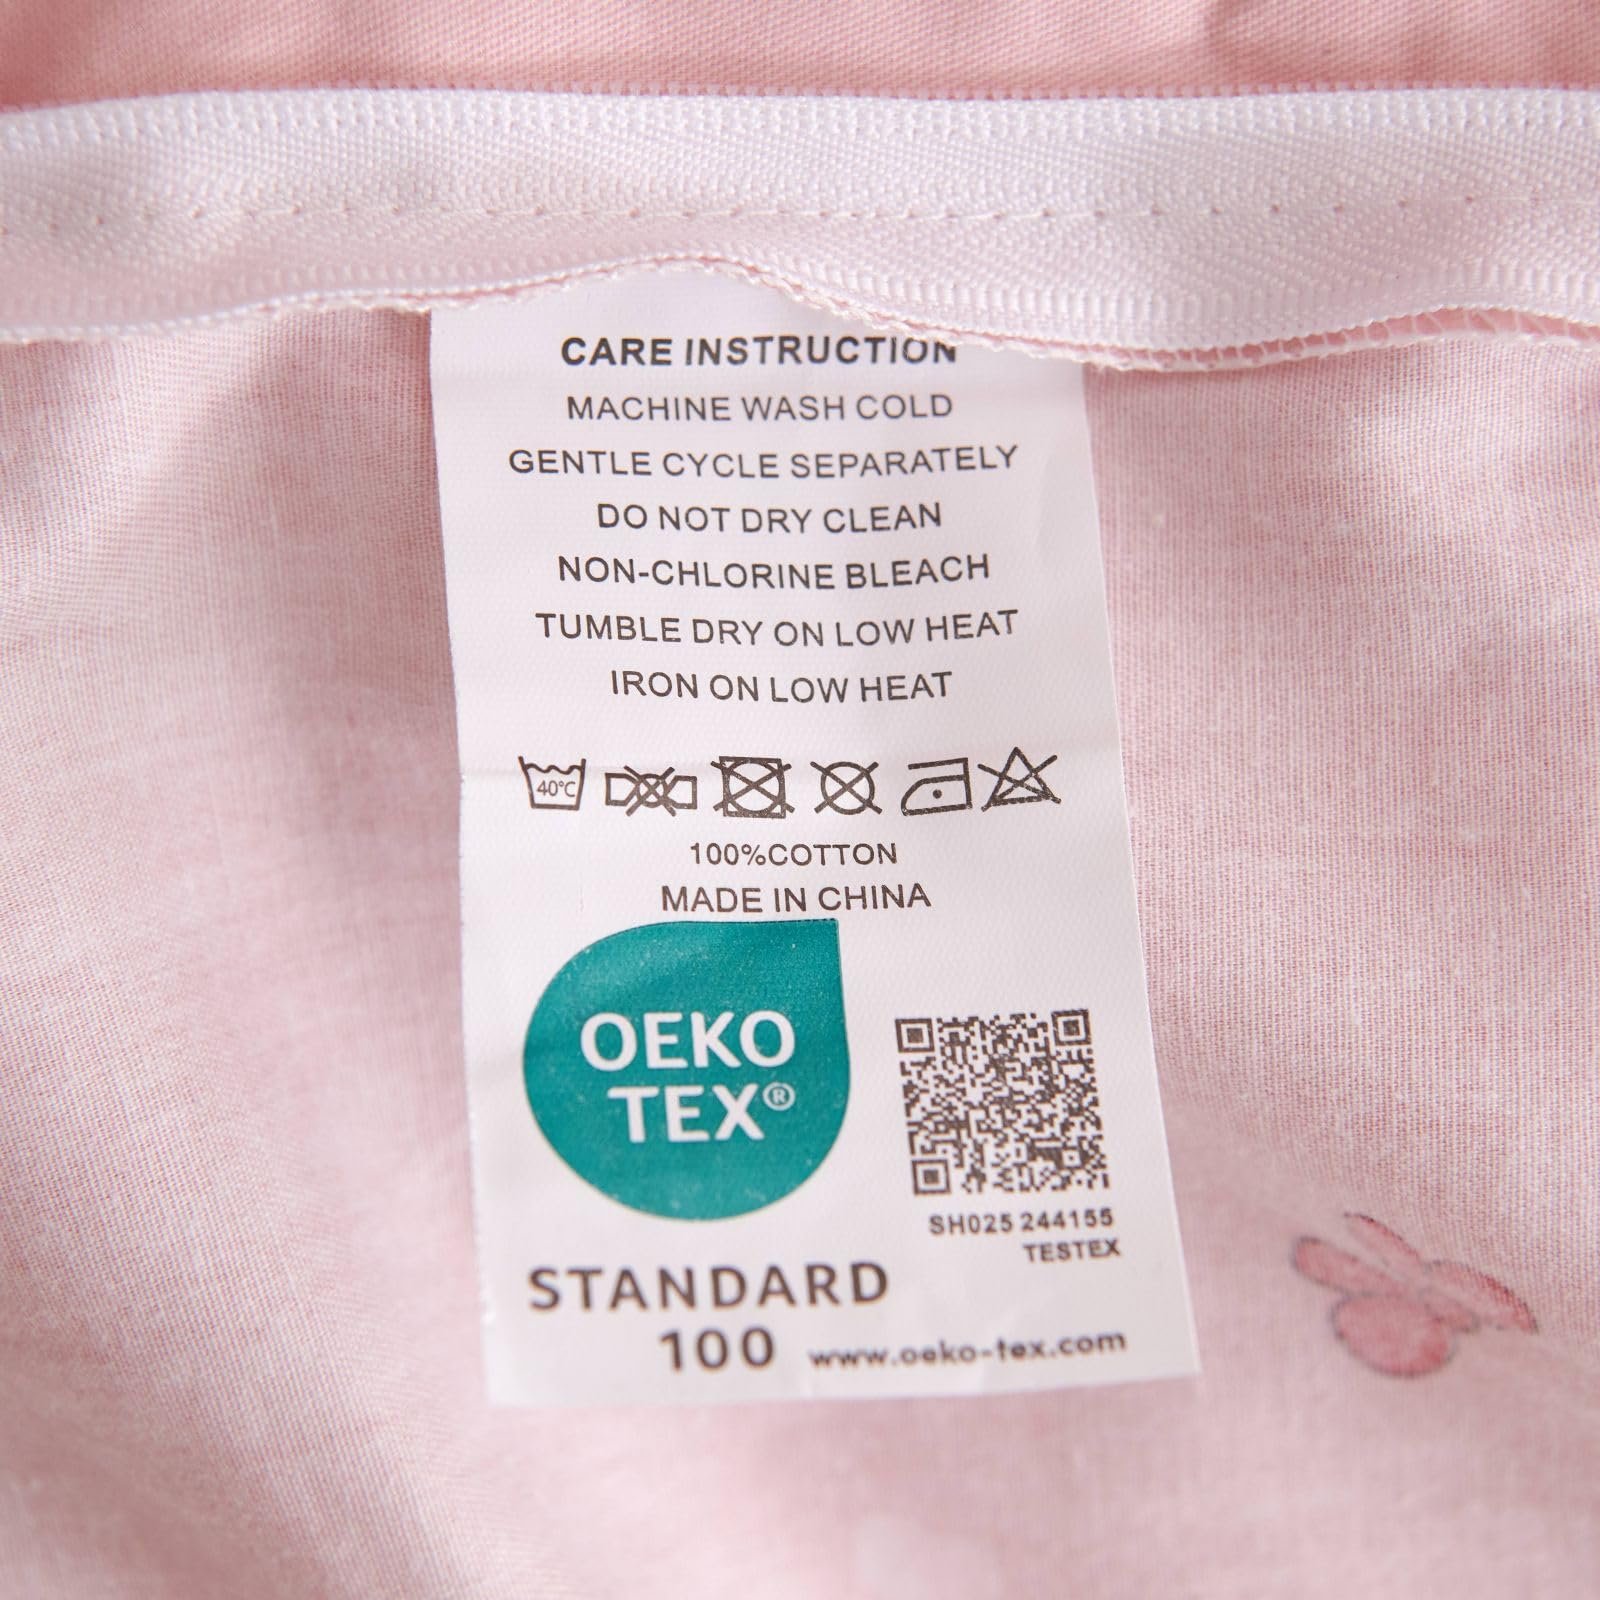 CARE INSTRUCTION
MACHINE WASH COLD
GENTLE CYCLE SEPARATELY
DO NOT DRY CLEAN
NON-CHLORINE BLEACH
TUMBLE DRY ON LOW HEAT
IRON ON LOW HEAT
40°C
100%COTTON
MADE IN CHINA
OEKO
TEX®
SH025 244155
TESTEX
STANDARD
100 www.oeko-tex.com